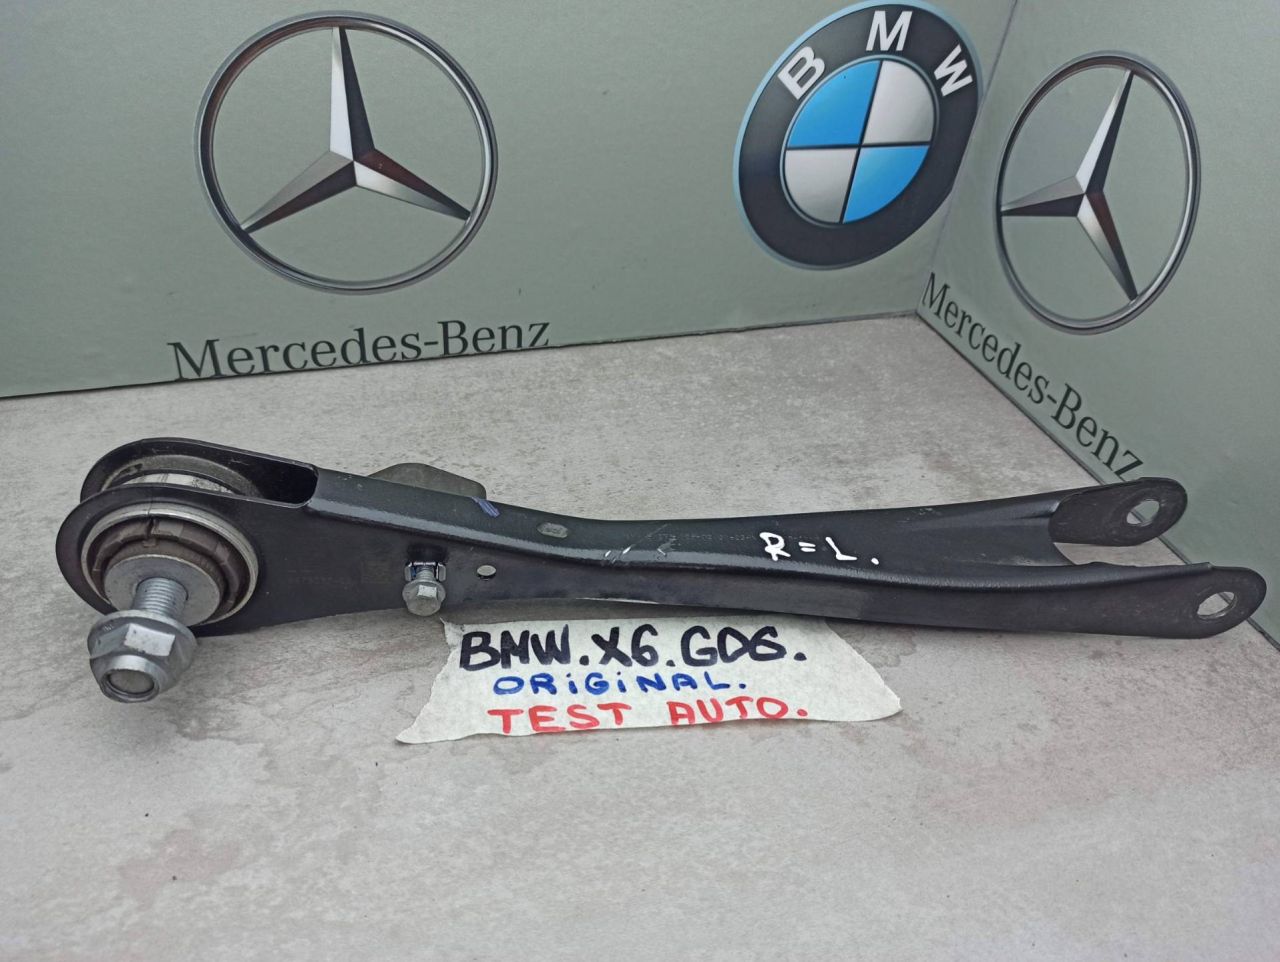 BMW
Mercedes-Benz
Mercedes-Benz
R = L.
BMW.X6.G06.
ORiGiNAL.
TEST AUTO.